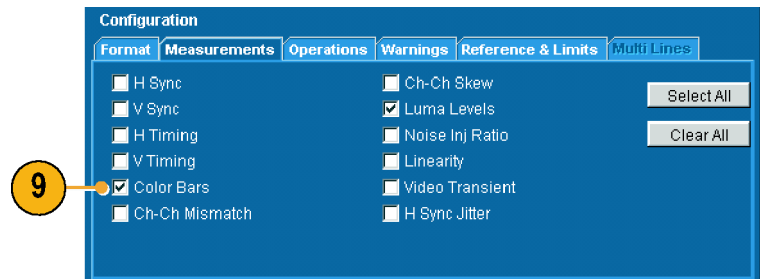 Configuration
Format Measurements Operations Warnings Reference & Limits Multi Lines
H Sync
V Sync
H Timing
V Timing
9 Color Bars
Ch-Ch Mismatch
Ch-Ch Skew
Luma Levels
Noise Inj Ratio
Linearity
Video Transient
H Sync Jitter
Select All
Clear All